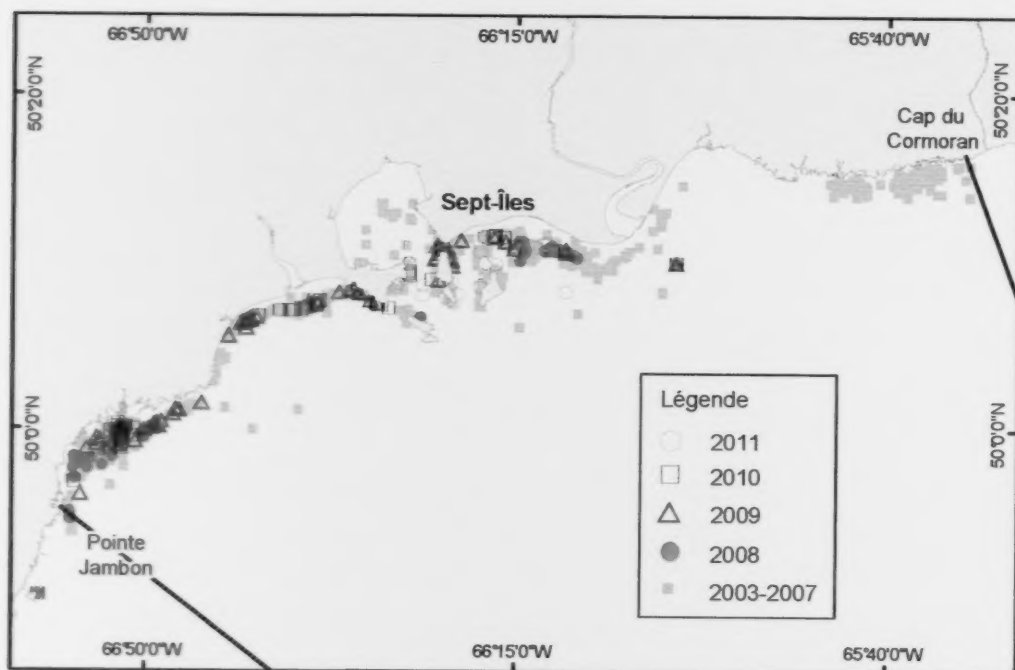 66°50'0"W 66°15'0"W 65°40'0"W
50°20'0"N 50°20'0"N
Cap du
Cormoran
Sept-Îles
50°0'0"N 50°0'0"N
Légende
2011
2010
2009
2008
2003-2007
Pointe
Jambon
66°50'0"W 66°15'0"W 65°40'0"W